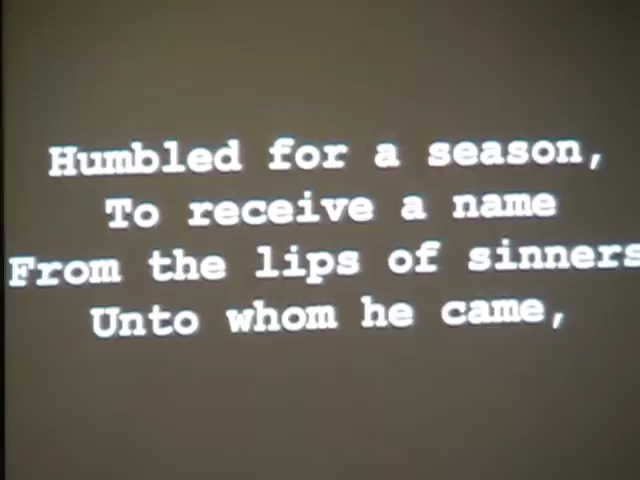 Humbled for a season,
To receive a name
From the lips of sinners
Unto whom he came,